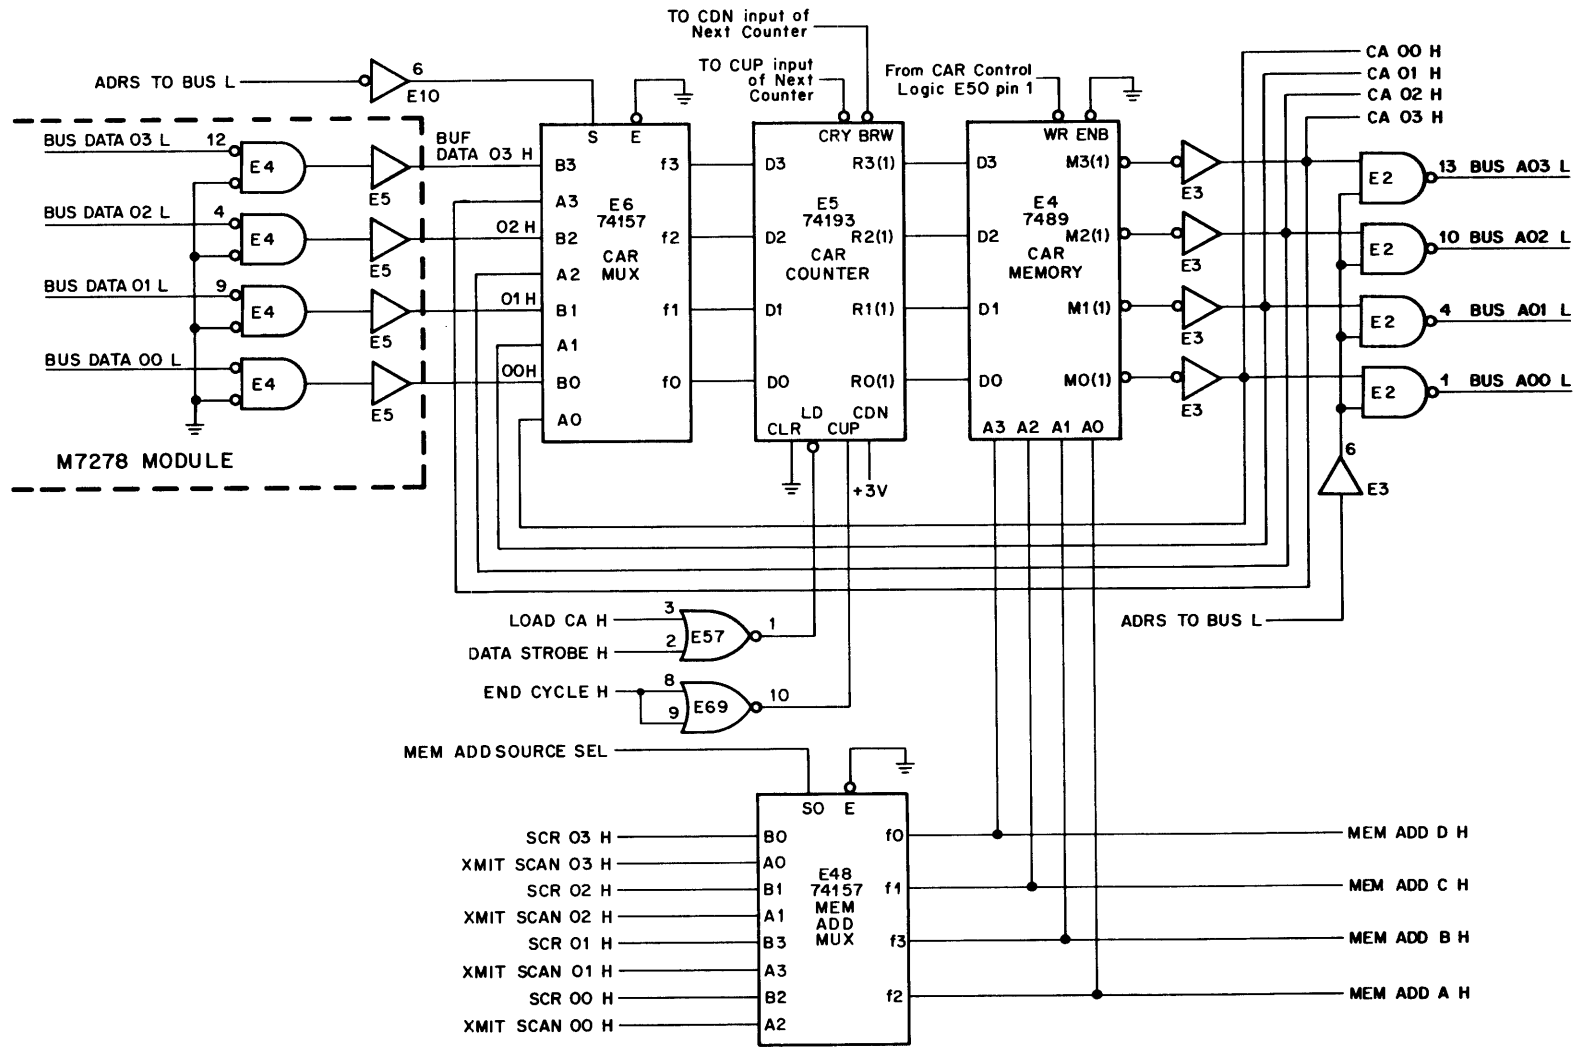 TO CDN input of
Next Counter
TO CUP input
of Next
Counter
From CAR Control
Logic E50 pin 1
CA 00 H
CA 01 H
CA 02 H
CA 03 H
ADRS TO BUS L
6
E10
BUS DATA 03 L
12
E4
E5
BUF
DATA 03 H
BUS DATA 02 L
4
E4
E5
02 H
BUS DATA 01 L
9
E4
E5
01 H
BUS DATA 00 L
E4
E5
00H
M7278 MODULE
S
E
B3
A3
B2
A2
B1
A1
B0
A0
E6
74157
CAR
MUX
f3
f2
f1
f0
CRY BRW
D3
D2
D1
D0
E5
74193
CAR
COUNTER
R3(1)
R2(1)
R1(1)
R0(1)
CLR
LD
CUP
CDN
+3V
WR ENB
D3
D2
D1
D0
E4
7489
CAR
MEMORY
M3(1)
M2(1)
M1(1)
M0(1)
A3 A2 A1 A0
E3
E3
E3
E3
E2
13 BUS A03 L
E2
10 BUS A02 L
E2
4 BUS A01 L
E2
1 BUS A00 L
6
E3
ADRS TO BUS L
LOAD CA H
3
DATA STROBE H
2
E57
1
END CYCLE H
8
9
E69
10
MEM ADD SOURCE SEL
S0 E
SCR 03 H
XMIT SCAN 03 H
SCR 02 H
XMIT SCAN 02 H
SCR 01 H
XMIT SCAN 01 H
SCR 00 H
XMIT SCAN 00 H
B0
A0
B1
A1
B3
A3
B2
A2
E48
74157
MEM
ADD
MUX
f0
f1
f3
f2
MEM ADD D H
MEM ADD C H
MEM ADD B H
MEM ADD A H